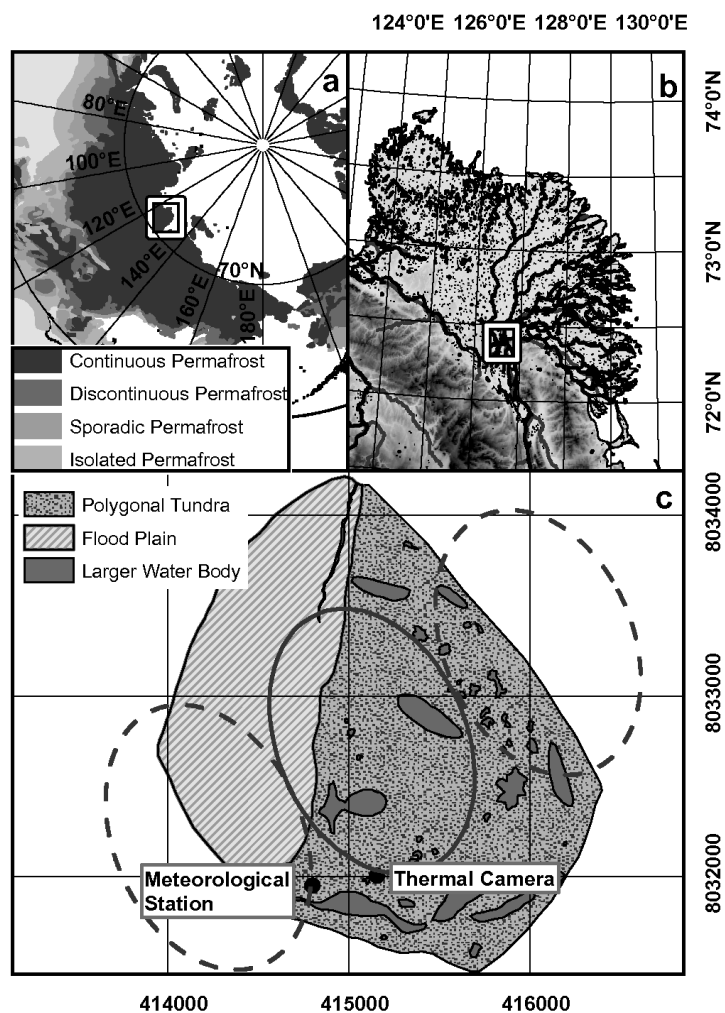 124°0'E 126°0'E 128°0'E 130°0'E
a
80°E
100°E
120°E
140°E
160°E
180°E
70°N
Continuous Permafrost
Discontinuous Permafrost
Sporadic Permafrost
Isolated Permafrost
b
74°0'N
73°0'N
72°0'N
c
Polygonal Tundra
Flood Plain
Larger Water Body
8034000
8033000
8032000
Meteorological
Station
Thermal Camera
414000 415000 416000